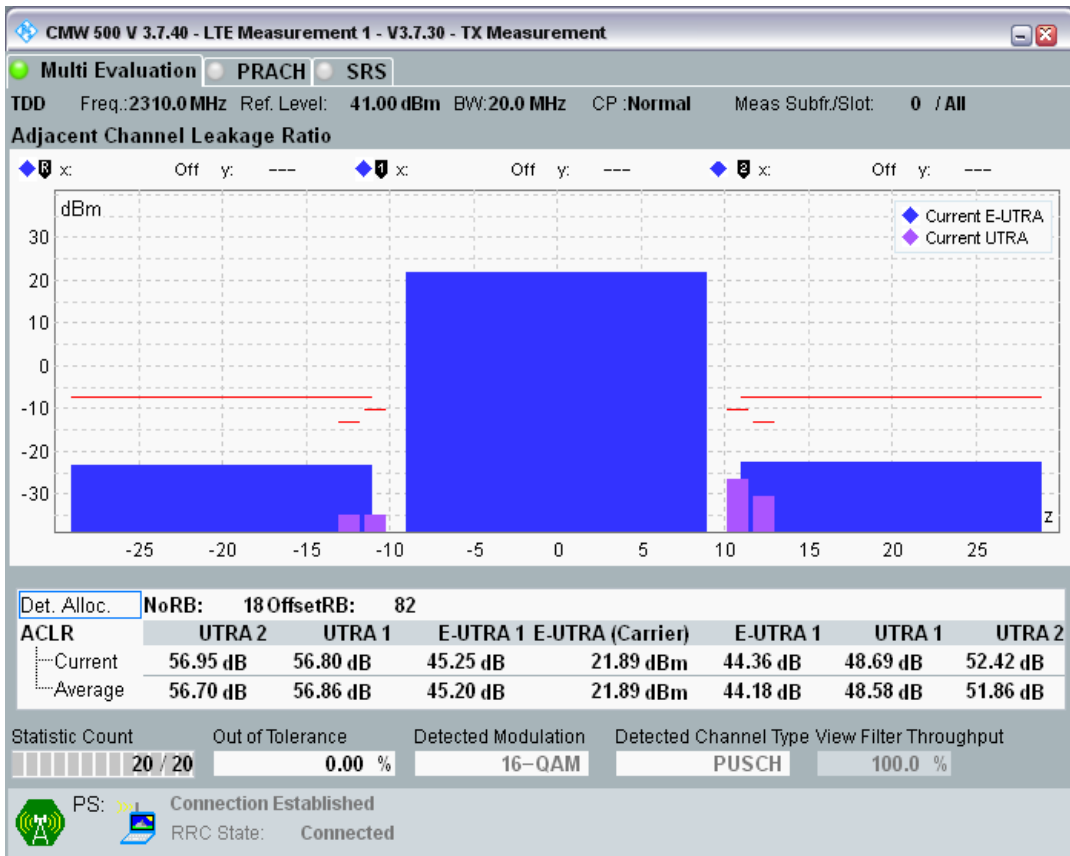 CMW 500 V 3.7.40 - LTE Measurement 1 - V3.7.30 - TX Measurement
Multi Evaluation PRACH SRS
TDD Freq.:2310.0 MHz Ref. Level: 41.00 dBm BW:20.0 MHz CP :Normal Meas Subfr./Slot: 0 / All
Adjacent Channel Leakage Ratio
R x: Off y: --- 1 x: Off y: --- 2 x: Off y: ---
dBm
Current E-UTRA
Current UTRA
30
20
10
0
-10
-20
-30
z
-25 -20 -15 -10 -5 0 5 10 15 20 25
Det. Alloc. NoRB: 18 OffsetRB: 82
ACLR UTRA 2 UTRA 1 E-UTRA 1 E-UTRA (Carrier) E-UTRA 1 UTRA 1 UTRA 2
Current 56.95 dB 56.80 dB 45.25 dB 21.89 dBm 44.36 dB 48.69 dB 52.42 dB
Average 56.70 dB 56.86 dB 45.20 dB 21.89 dBm 44.18 dB 48.58 dB 51.86 dB
Statistic Count Out of Tolerance Detected Modulation Detected Channel Type View Filter Throughput
20 / 20 0.00 % 16-QAM PUSCH 100.0 %
PS: Connection Established
RRC State: Connected